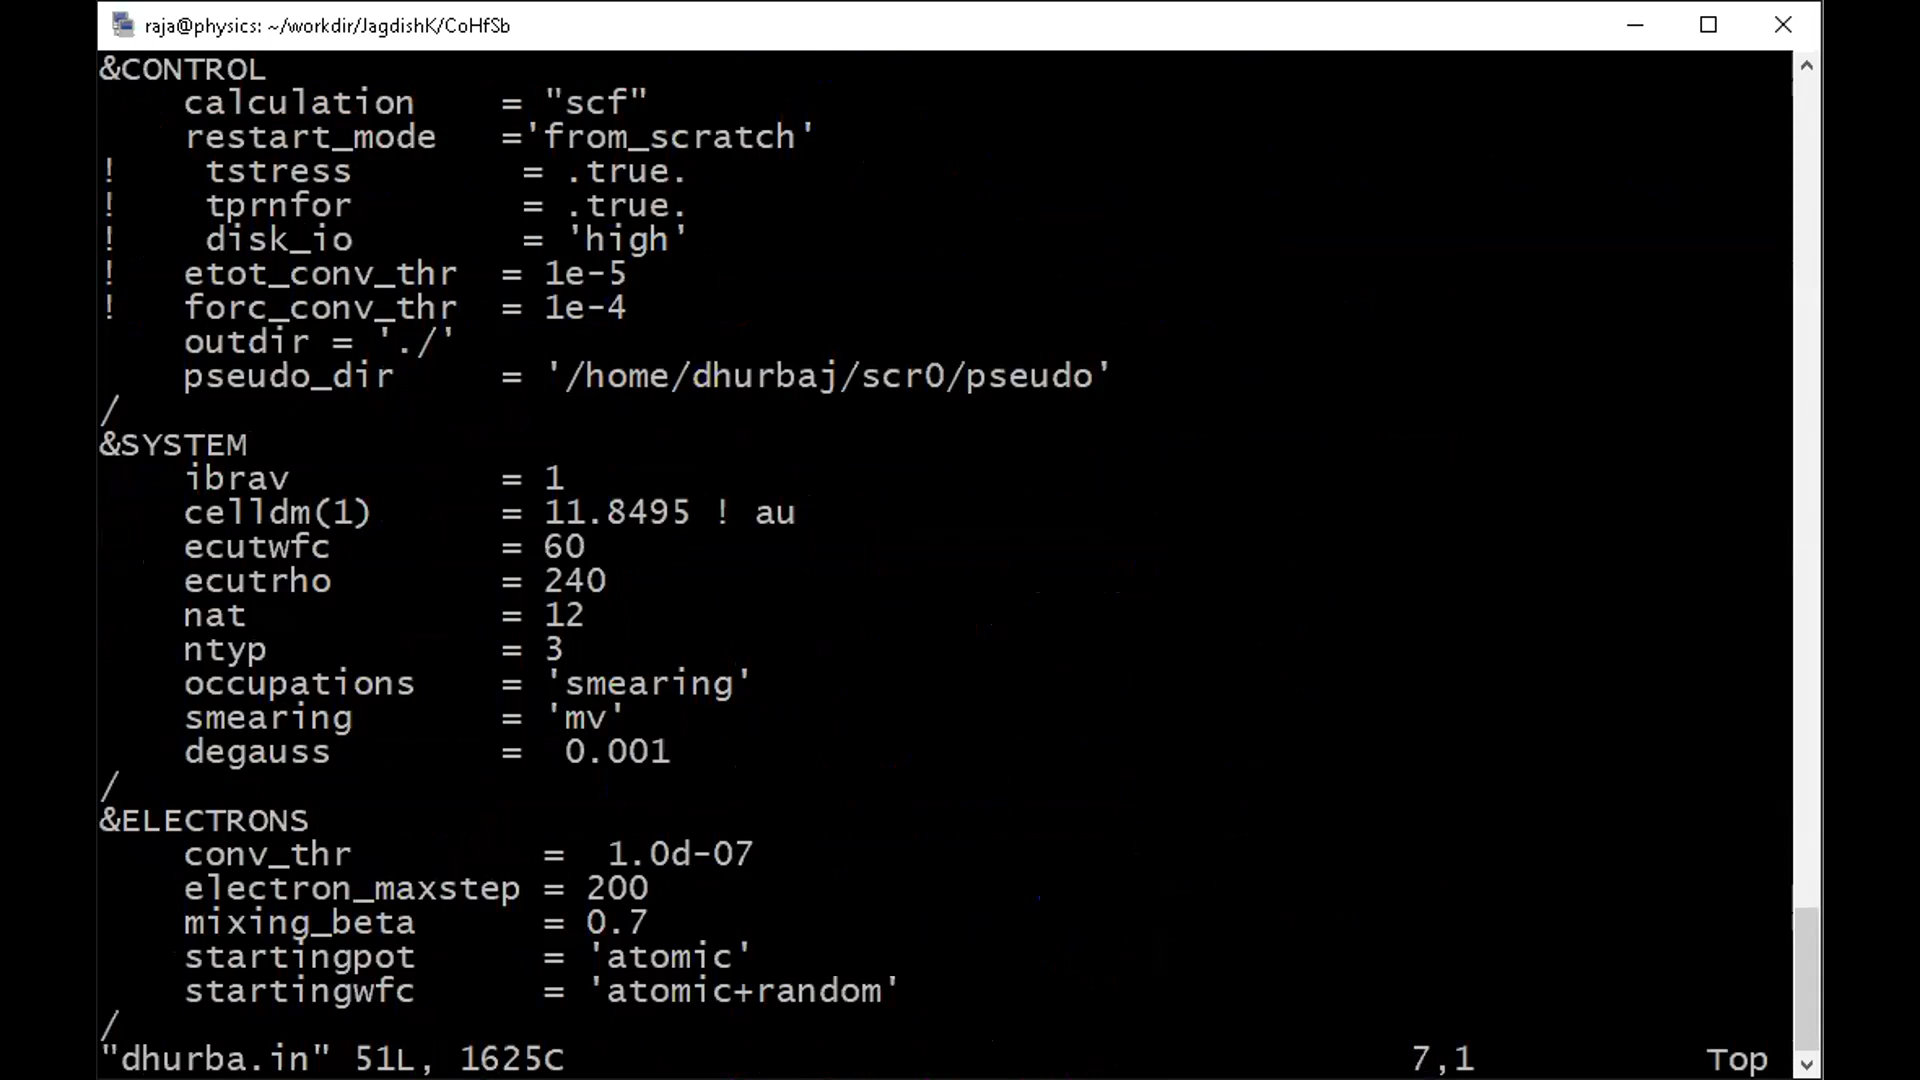 raja@physics: ~/workdir/JagdishK/CoHfSb
&CONTROL
calculation = "scf"
restart_mode ='from_scratch'
! tstress = .true.
! tprnfor = .true.
! disk_io = 'high'
! etot_conv_thr = 1e-5
! forc_conv_thr = 1e-4
outdir = './'
pseudo_dir = '/home/dhurbaj/scr0/pseudo'
/
&SYSTEM
ibrav = 1
celldm(1) = 11.8495 ! au
ecutwfc = 60
ecutrho = 240
nat = 12
ntyp = 3
occupations = 'smearing'
smearing = 'mv'
degauss = 0.001
/
&ELECTRONS
conv_thr = 1.0d-07
electron_maxstep = 200
mixing_beta = 0.7
startingpot = 'atomic'
startingwfc = 'atomic+random'
/
"dhurba.in" 51L, 1625C 7,1 Top